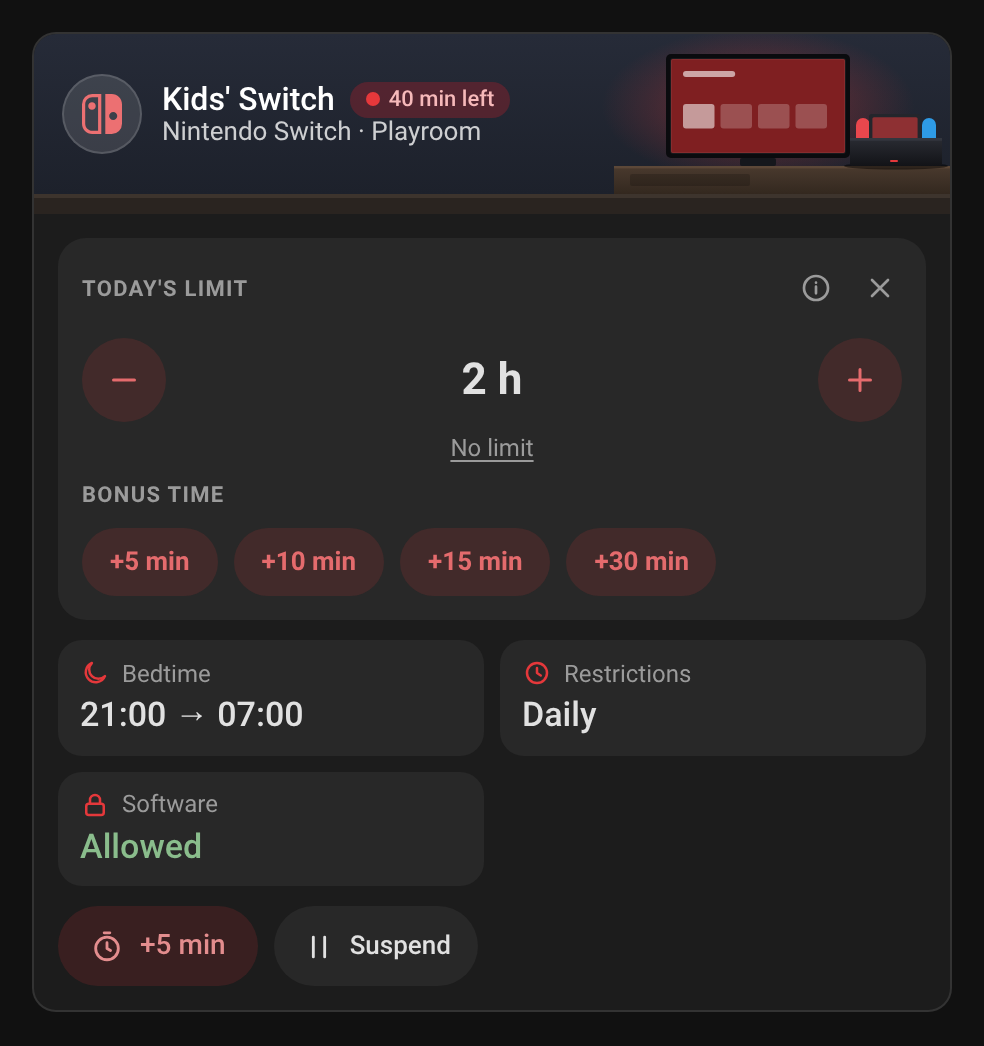 Kids' Switch
40 min left
Nintendo Switch · Playroom
TODAY'S LIMIT
2 h
No limit
BONUS TIME
+5 min
+10 min
+15 min
+30 min
Bedtime
21:00 → 07:00
Restrictions
Daily
Software
Allowed
+5 min
Suspend